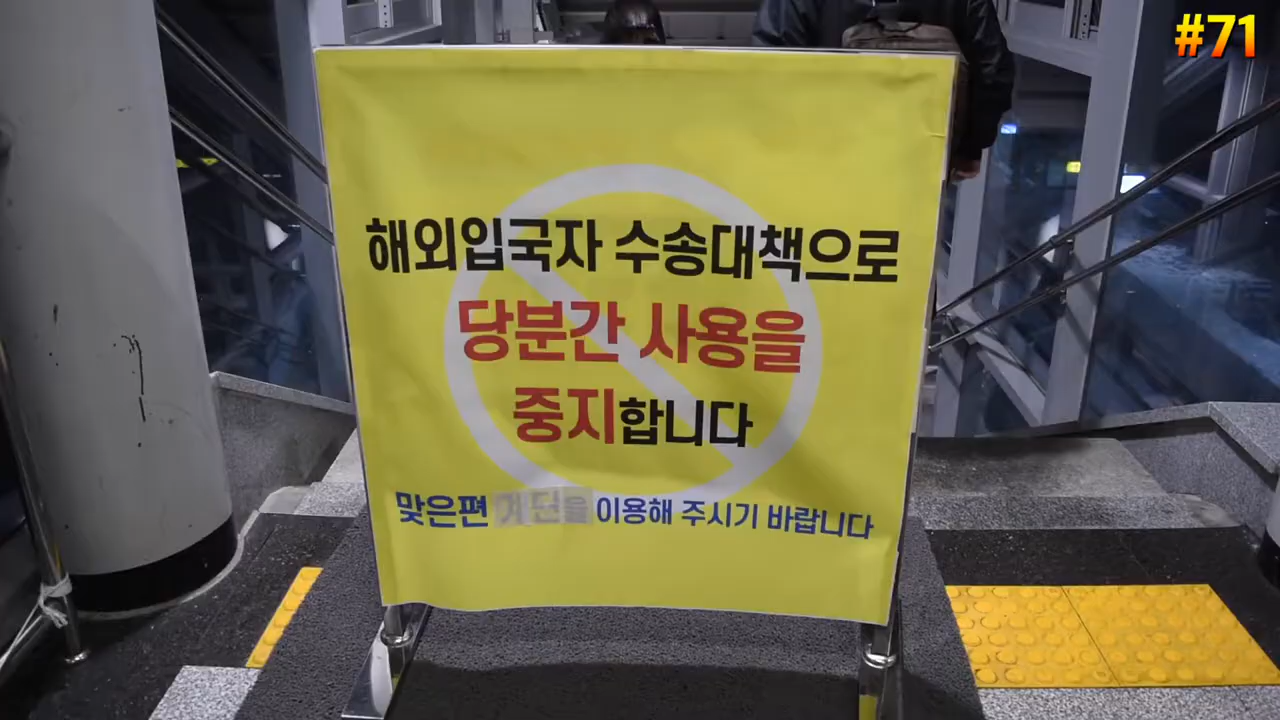 #71
해외입국자 수송대책으로
당분간 사용을
중지합니다
맞은편 계단을 이용해 주시기 바랍니다